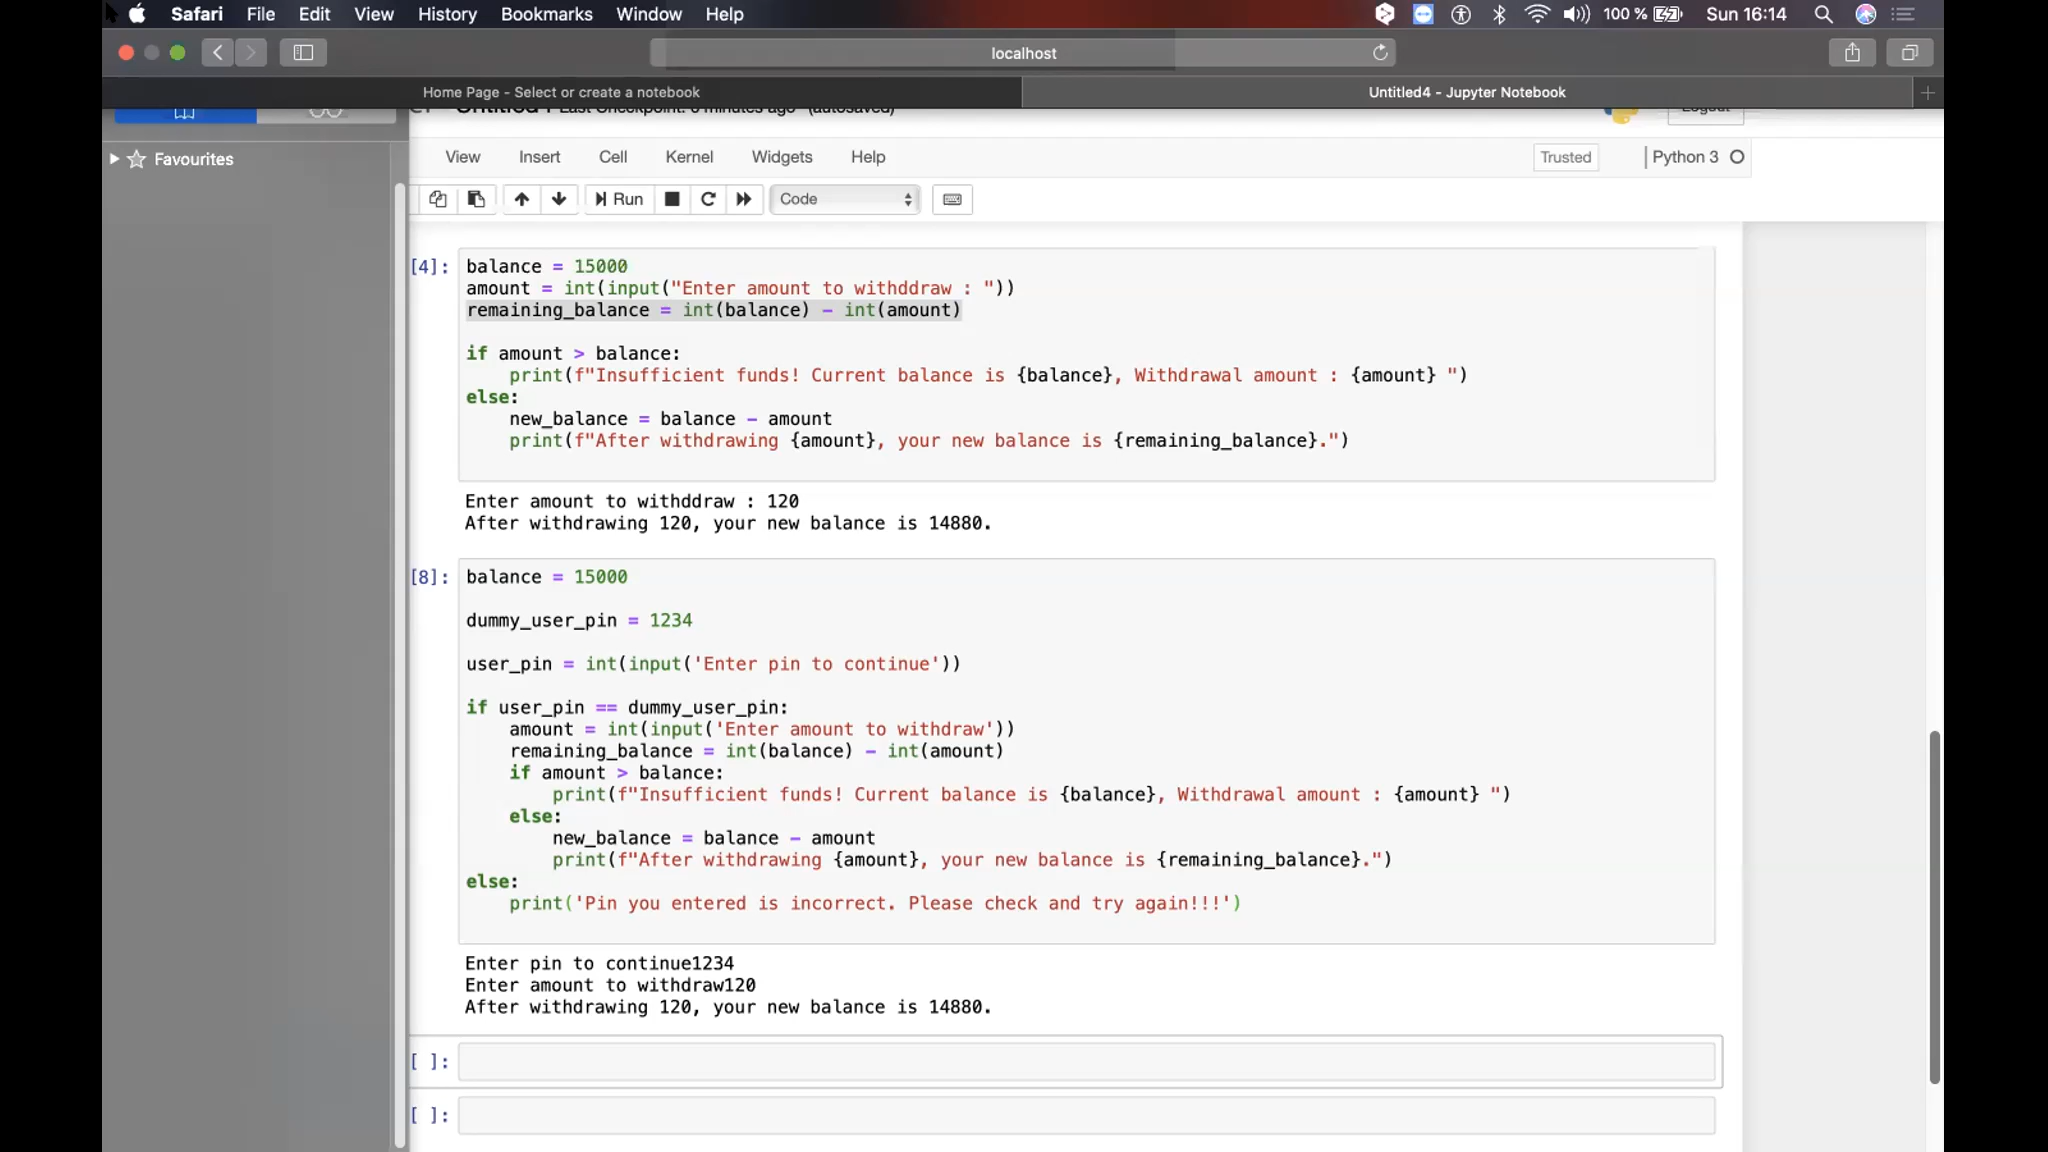 Safari File Edit View History Bookmarks Window Help 100 % Sun 16:14
localhost
Home Page - Select or create a notebook
Untitled4 - Jupyter Notebook
Untitled4 Last Checkpoint: 6 minutes ago (autosaved)
Logout
Favourites
View Insert Cell Kernel Widgets Help
Trusted Python 3
Run
Code
[4]:
balance = 15000
amount = int(input("Enter amount to withddraw : "))
remaining_balance = int(balance) - int(amount)
if amount > balance:
print(f"Insufficient funds! Current balance is {balance}, Withdrawal amount : {amount} ")
else:
new_balance = balance - amount
print(f"After withdrawing {amount}, your new balance is {remaining_balance}.")
Enter amount to withddraw : 120
After withdrawing 120, your new balance is 14880.
[8]:
balance = 15000
dummy_user_pin = 1234
user_pin = int(input('Enter pin to continue'))
if user_pin == dummy_user_pin:
amount = int(input('Enter amount to withdraw'))
remaining_balance = int(balance) - int(amount)
if amount > balance:
print(f"Insufficient funds! Current balance is {balance}, Withdrawal amount : {amount} ")
else:
new_balance = balance - amount
print(f"After withdrawing {amount}, your new balance is {remaining_balance}.")
else:
print('Pin you entered is incorrect. Please check and try again!!!')
Enter pin to continue1234
Enter amount to withdraw120
After withdrawing 120, your new balance is 14880.
[ ]:
[ ]: